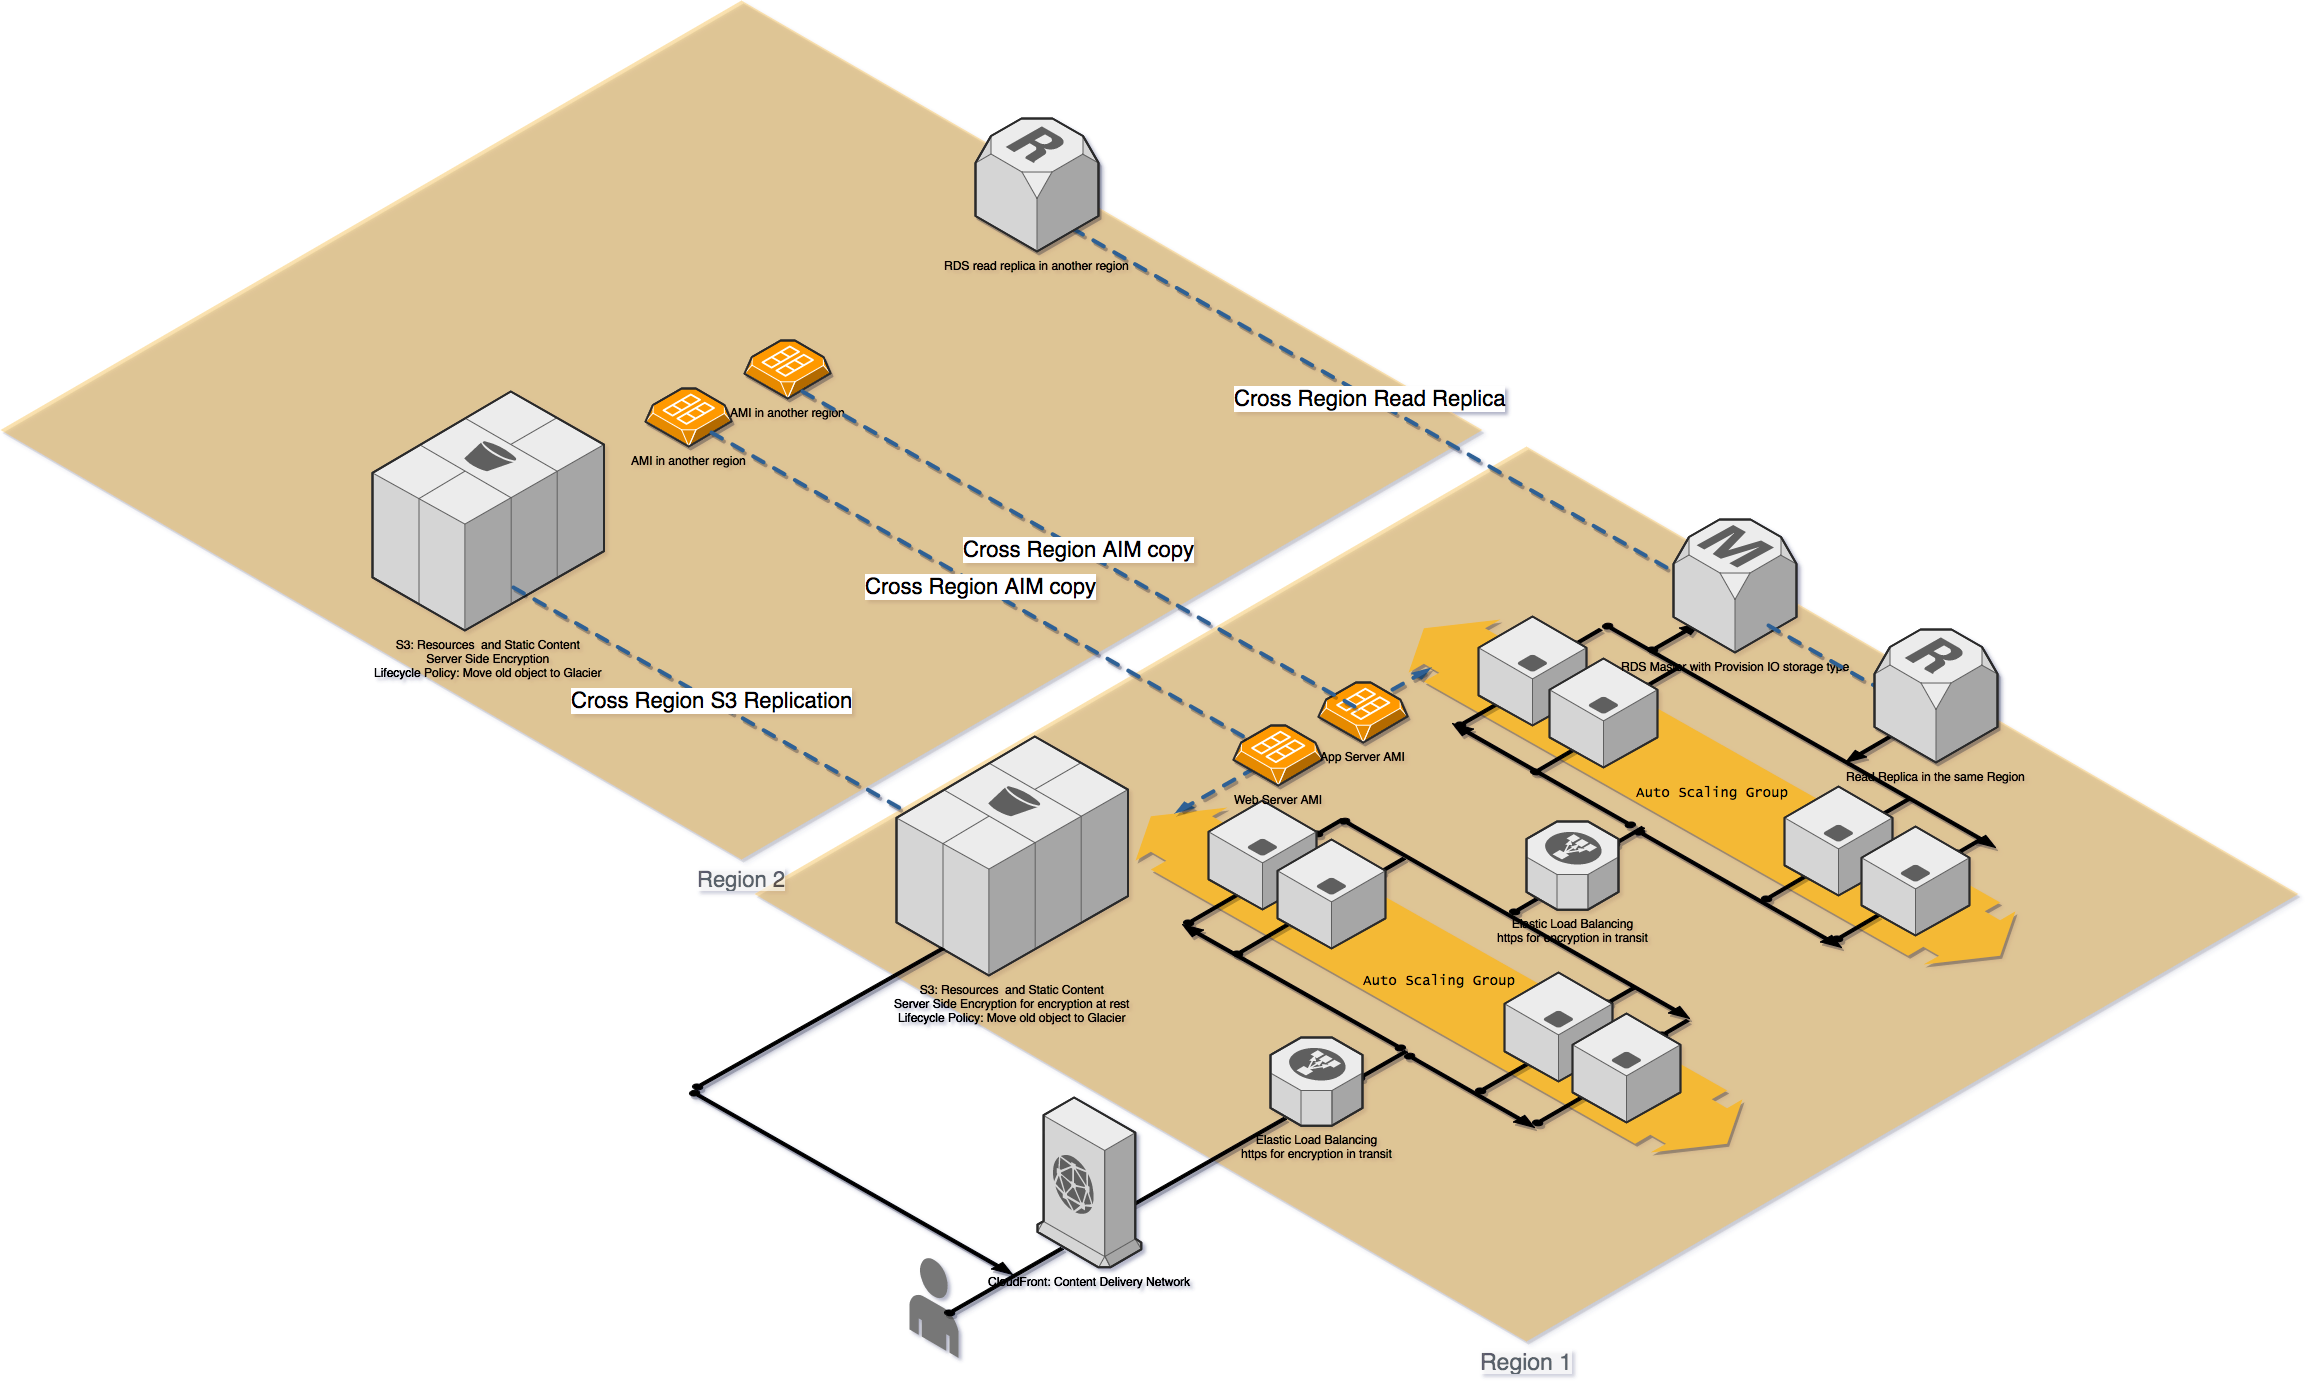 R
RDS read replica in another region
AMI in another region
AMI in another region
Cross Region Read Replica
Cross Region AIM copy
Cross Region AIM copy
S3: Resources  and Static Content
Server Side Encryption
Lifecycle Policy: Move old object to Glacier
Cross Region S3 Replication
M
RDS Master with Provision IO storage type
R
Read Replica in the same Region
App Server AMI
Web Server AMI
Auto Scaling Group
Region 2
Elastic Load Balancing
https for encryption in transit
Auto Scaling Group
S3: Resources  and Static Content
Server Side Encryption for encryption at rest
Lifecycle Policy: Move old object to Glacier
Elastic Load Balancing
https for encryption in transit
CloudFront: Content Delivery Network
Region 1